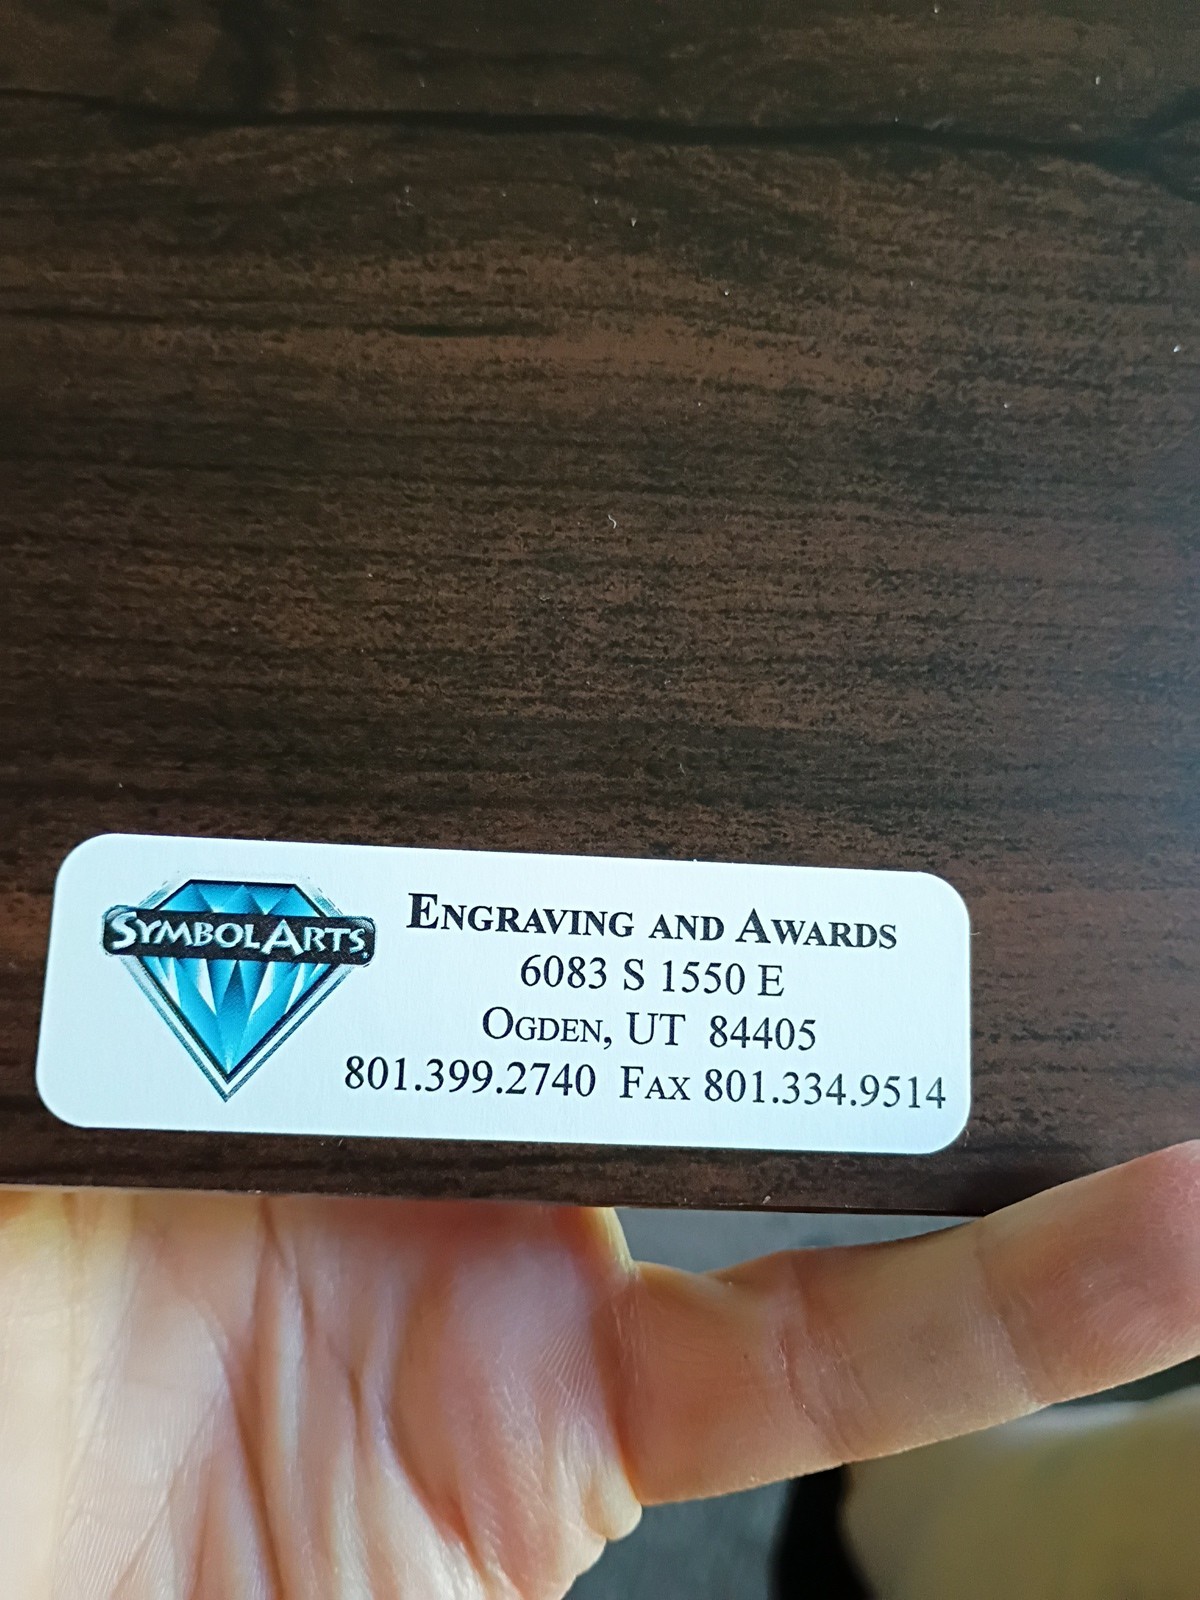 SYMBOLARTS.
ENGRAVING AND AWARDS
6083 S 1550 E
OGDEN, UT 84405
801.399.2740 FAX 801.334.9514